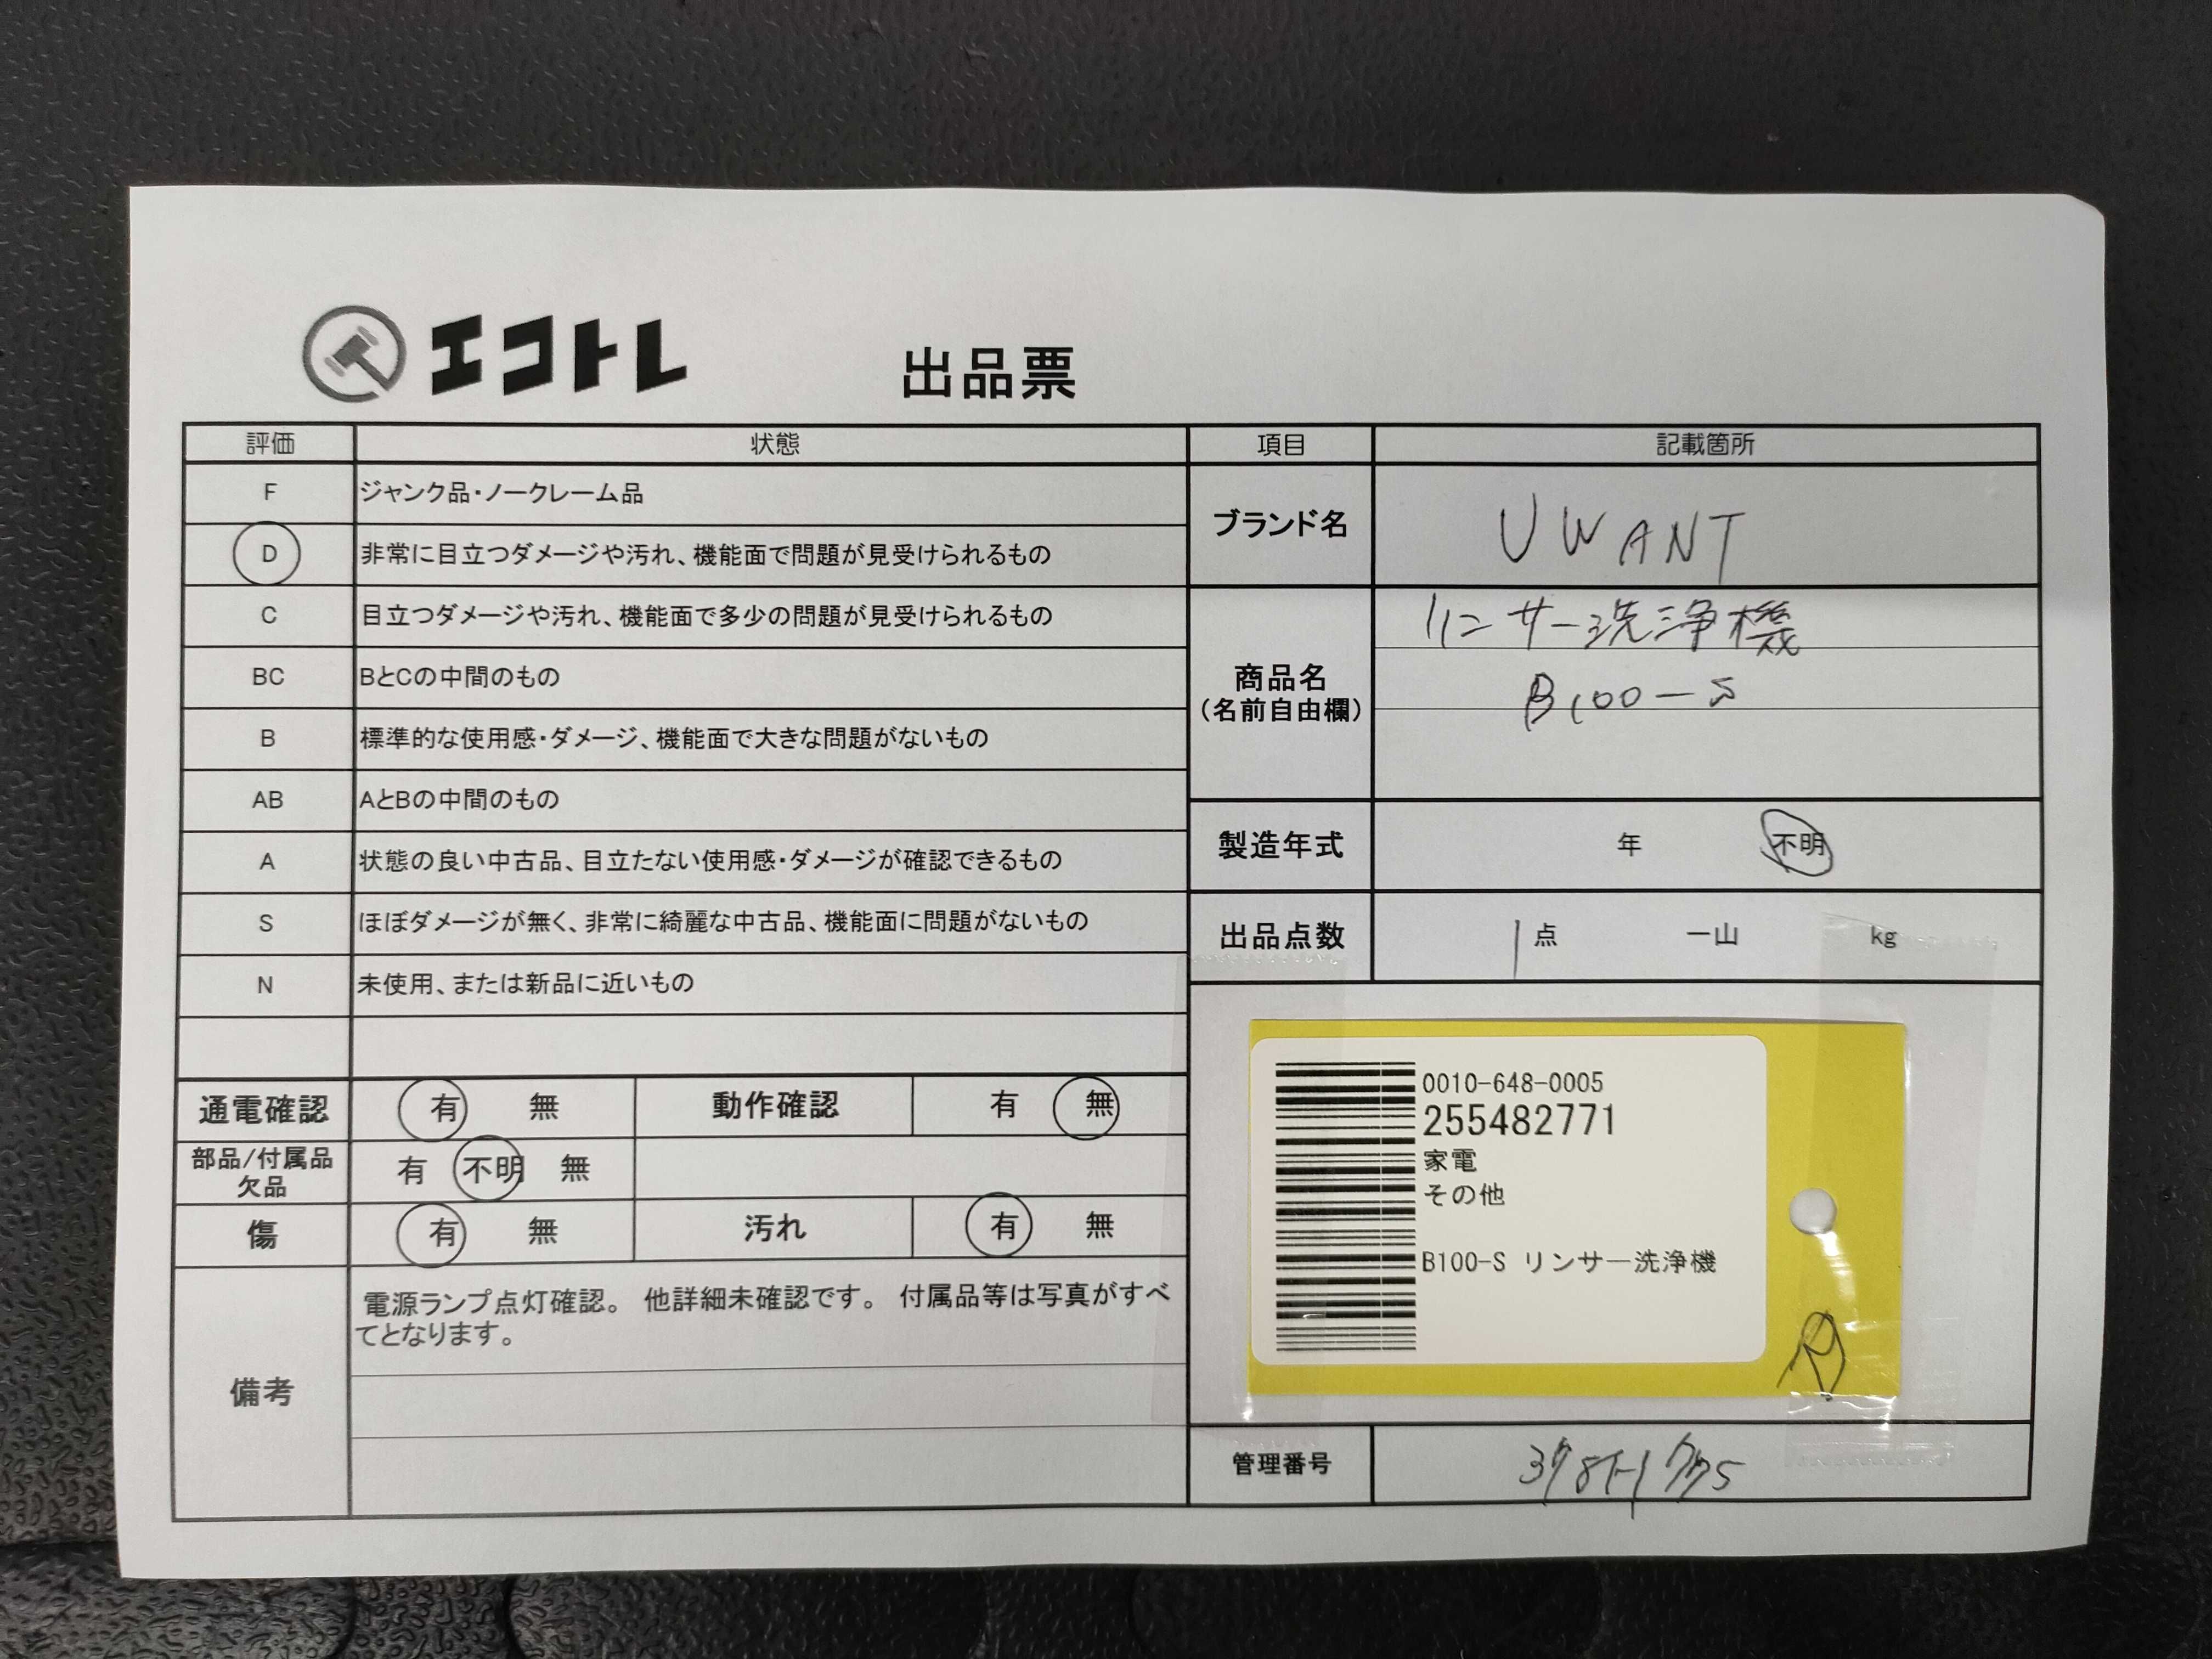 エコトレ
出品票
評価 状態 項目 記載箇所
F ジャンク品・ノークレーム品
D 非常に目立つダメージや汚れ、機能面で問題が見受けられるもの
C 目立つダメージや汚れ、機能面で多少の問題が見受けられるもの
BC BとCの中間のもの
B 標準的な使用感・ダメージ、機能面で大きな問題がないもの
AB AとBの中間のもの
A 状態の良い中古品、目立たない使用感・ダメージが確認できるもの
S ほぼダメージが無く、非常に綺麗な中古品、機能面に問題がないもの
N 未使用、または新品に近いもの
通電確認 有 無 動作確認 有 無
部品/付属品
欠品
有 不明 無
傷 有 無 汚れ 有 無
備考
電源ランプ点灯確認。 他詳細未確認です。 付属品等は写真がすべ
てとなります。
ブランド名 UWANT
商品名
(名前自由欄)
リンサー洗浄機
B100-S
製造年式 年 不明
出品点数 1点 一山 kg
0010-648-0005
255482771
家電
その他
B100-S リンサー洗浄機
管理番号